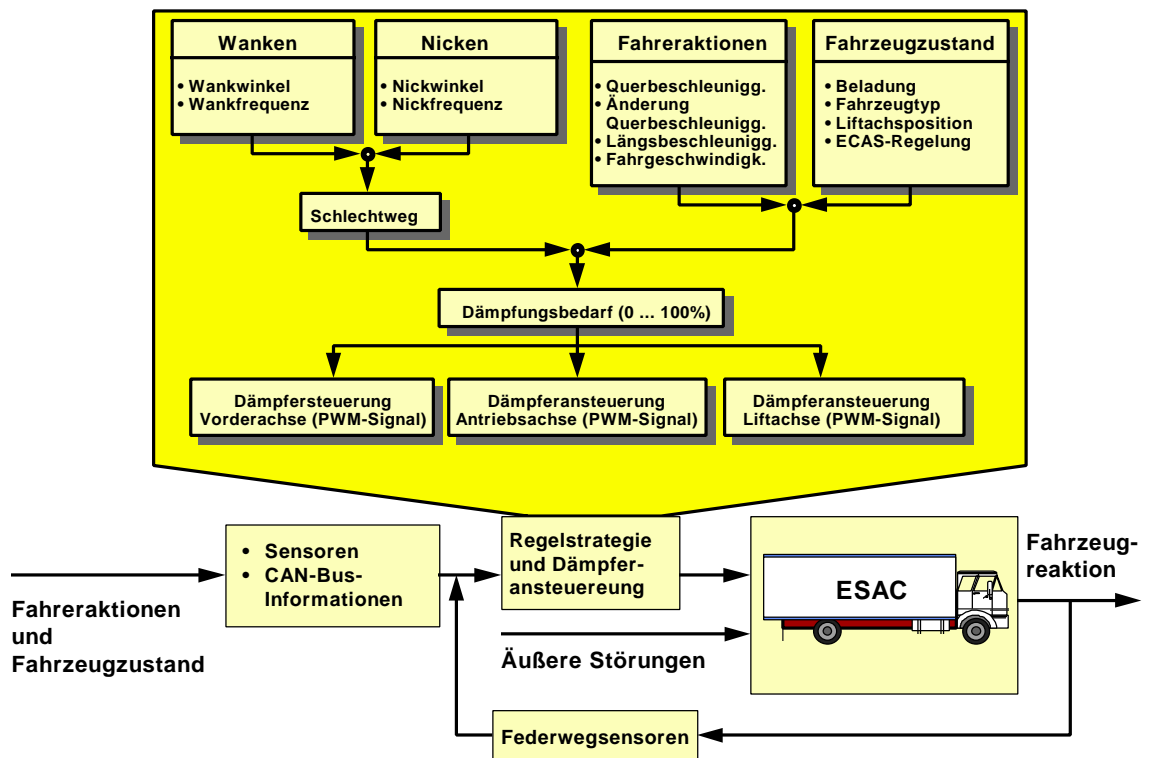 Wanken
• Wankwinkel
• Wankfrequenz
Nicken
• Nickwinkel
• Nickfrequenz
Fahreraktionen
• Querbeschleunigg.
• Änderung
Querbeschleunigg.
• Längsbeschleunigg.
• Fahrgeschwindigk.
Fahrzeugzustand
• Beladung
• Fahrzeugtyp
• Liftachsposition
• ECAS-Regelung
Schlechtweg
Dämpfungsbedarf (0 ... 100%)
Dämpfersteuerung
Vorderachse (PWM-Signal)
Dämpferansteuerung
Antriebsachse (PWM-Signal)
Dämpferansteuerung
Liftachse (PWM-Signal)
Fahreraktionen
und
Fahrzeugzustand
• Sensoren
• CAN-Bus-
Informationen
Regelstrategie
und Dämpfer-
ansteuereung
Äußere Störungen
ESAC
Fahrzeug-
reaktion
Federwegsensoren